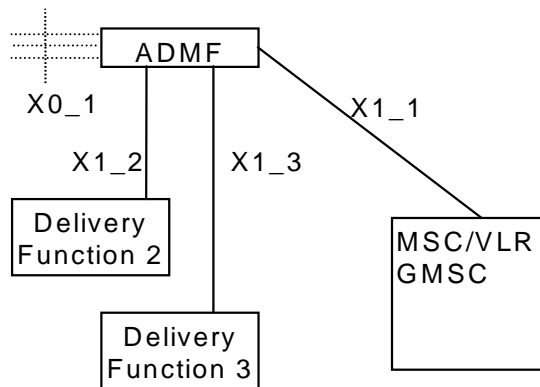 ADMF
X0_1
X1_1
X1_2
X1_3
Delivery
Function 2
MSC/VLR
GMSC
Delivery
Function 3